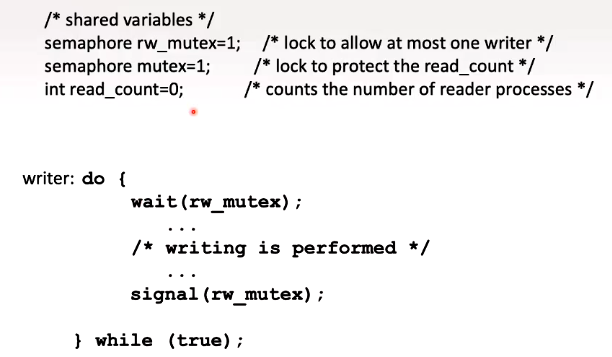 /* shared variables */
semaphore rw_mutex=1;   /* lock to allow at most one writer */
semaphore mutex=1;   /* lock to protect the read_count */
int read_count=0;   /* counts the number of reader processes */
writer: do {
wait(rw_mutex);
...
/* writing is performed */
...
signal(rw_mutex);
} while (true);